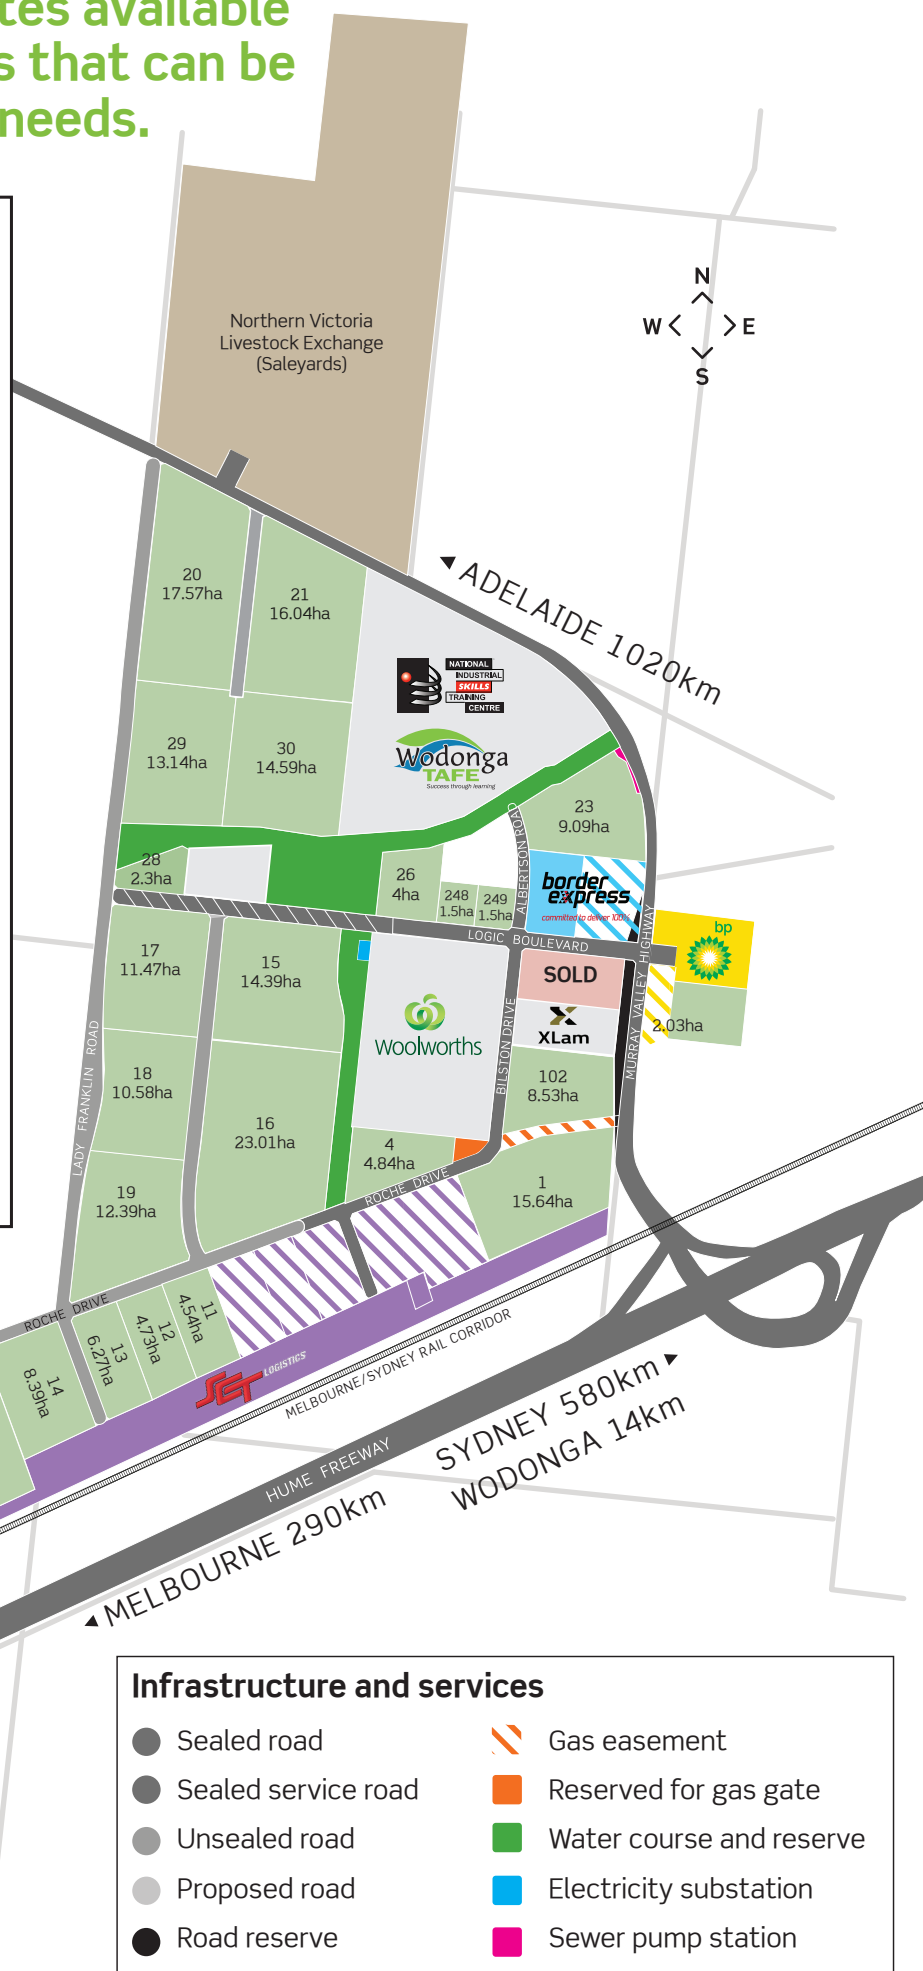 tes available
s that can be
needs.
Northern Victoria
Livestock Exchange
(Saleyards)
N
W
E
S
ADELAIDE 1020km
20
17.57ha
21
16.04ha
NATIONAL
INDUSTRIAL
SKILLS
TRAINING
CENTRE
Wodonga
TAFE
Success through learning
29
13.14ha
30
14.59ha
23
9.09ha
ALBERTSON ROAD
28
2.3ha
26
4ha
248
1.5ha
249
1.5ha
border
express
committed to deliver 100%
LOGIC BOULEVARD
MURRAY VALLEY HIGHWAY
bp
2.03ha
17
11.47ha
15
14.39ha
Woolworths
SOLD
XLam
BILSTON DRIVE
102
8.53ha
LADY FRANKLIN ROAD
18
10.58ha
16
23.01ha
4
4.84ha
19
12.39ha
ROCHE DRIVE
1
15.64ha
ROCHE DRIVE
11
4.54ha
12
4.73ha
13
6.27ha
14
8.39ha
SCT LOGISTICS
MELBOURNE/SYDNEY RAIL CORRIDOR
HUME FREEWAY
SYDNEY 580km
WODONGA 14km
MELBOURNE 290km
Infrastructure and services
Sealed road
Sealed service road
Unsealed road
Proposed road
Road reserve
Gas easement
Reserved for gas gate
Water course and reserve
Electricity substation
Sewer pump station